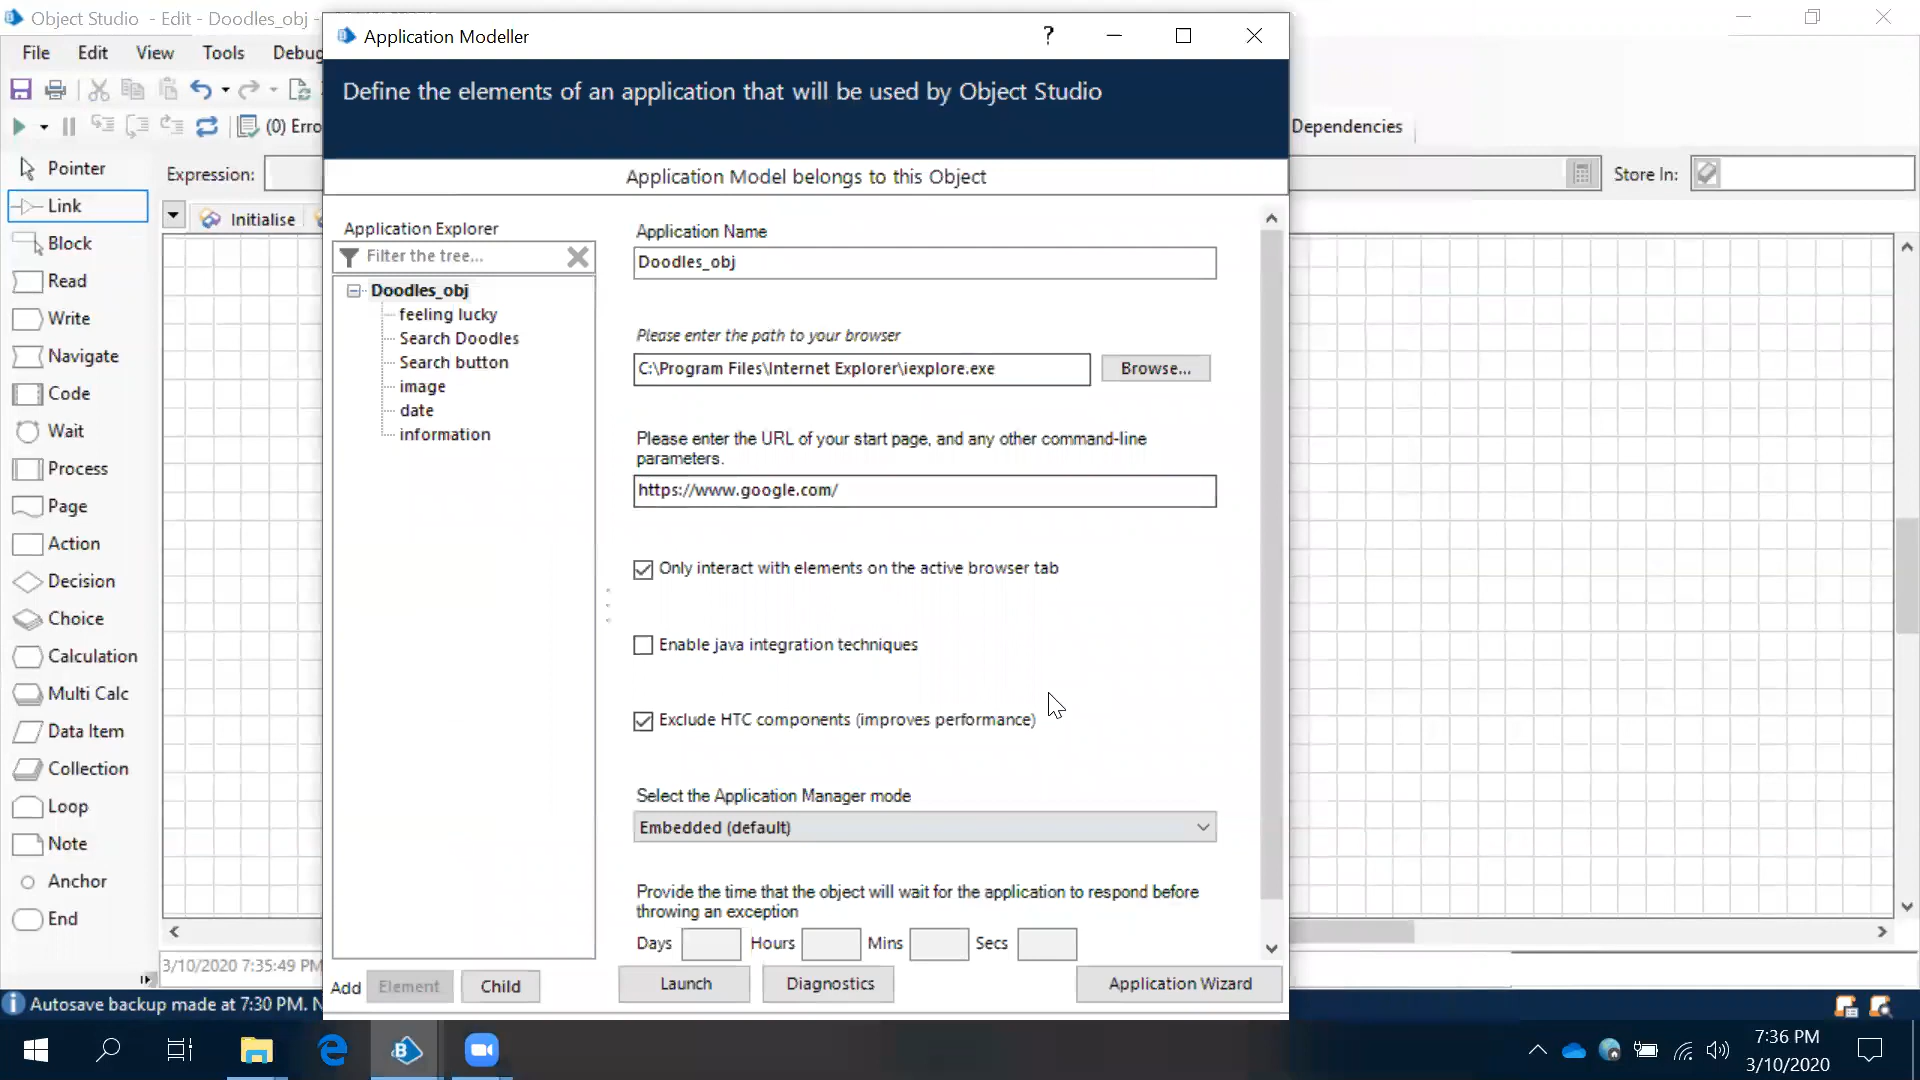 Object Studio - Edit - Doodles_obj -
File Edit View Tools Debug
(0) Erro
Dependencies
Expression:
Store In:
Initialise
Pointer
Link
Block
Read
Write
Navigate
Code
Wait
Process
Page
Action
Decision
Choice
Calculation
Multi Calc
Data Item
Collection
Loop
Note
Anchor
End
Application Modeller
?
Define the elements of an application that will be used by Object Studio
Application Model belongs to this Object
Application Explorer
Filter the tree...
Doodles_obj
feeling lucky
Search Doodles
Search button
image
date
information
Application Name
Doodles_obj
Please enter the path to your browser
C:\Program Files\Internet Explorer\iexplore.exe
Browse...
Please enter the URL of your start page, and any other command-line
parameters.
https://www.google.com/
Only interact with elements on the active browser tab
Enable java integration techniques
Exclude HTC components (improves performance)
Select the Application Manager mode
Embedded (default)
Provide the time that the object will wait for the application to respond before
throwing an exception
Days Hours Mins Secs
Add Element Child
Launch Diagnostics Application Wizard
3/10/2020 7:35:49 PM
Autosave backup made at 7:30 PM. N
7:36 PM
3/10/2020